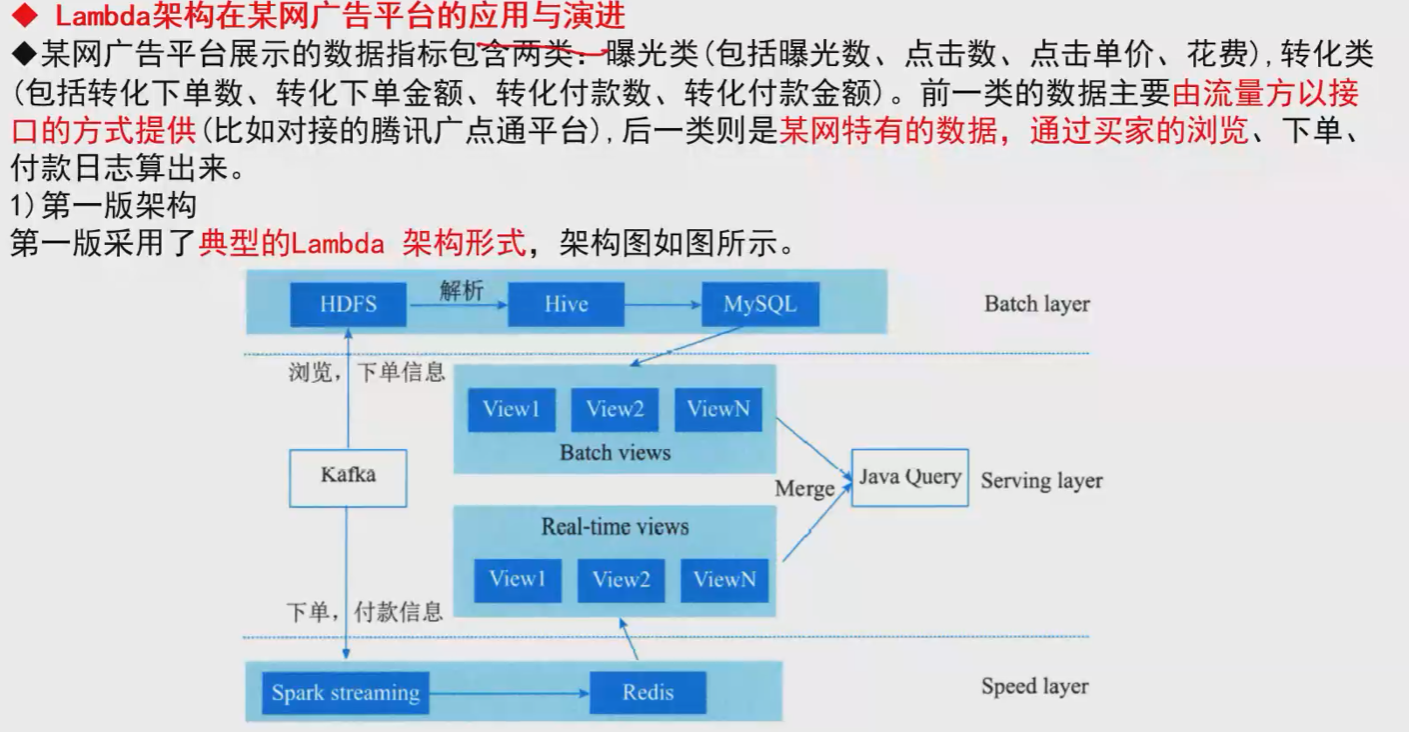 ◆ Lambda架构在某网广告平台的应用与演进
◆某网广告平台展示的数据指标包含两类：曝光类(包括曝光数、点击数、点击单价、花费),转化类
(包括转化下单数、转化下单金额、转化付款数、转化付款金额)。前一类的数据主要由流量方以接
口的方式提供(比如对接的腾讯广点通平台),后一类则是某网特有的数据，通过买家的浏览、下单、
付款日志算出来。
1)第一版架构
第一版采用了典型的Lambda 架构形式，架构图如图所示。
HDFS 解析 Hive MySQL Batch layer
浏览，下单信息
View1 View2 ViewN
Batch views
Kafka Merge Java Query Serving layer
Real-time views
View1 View2 ViewN
下单，付款信息
Spark streaming Redis Speed layer